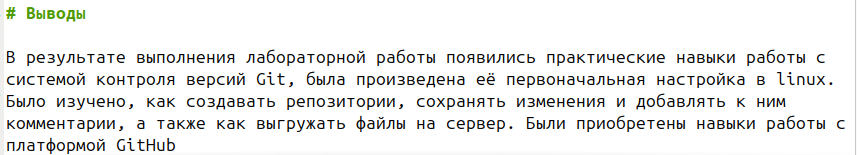 # Выводы
В результате выполнения лабораторной работы появились практические навыки работы с
системой контроля версий Git, была произведена её первоначальная настройка в linux.
Было изучено, как создавать репозитории, сохранять изменения и добавлять к ним
комментарии, а также как выгружать файлы на сервер. Были приобретены навыки работы с
платформой GitHub